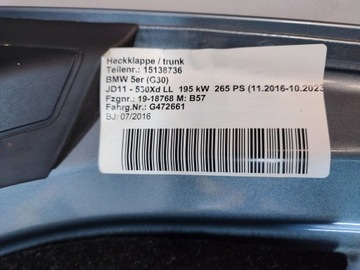 Heckklappe / trunk
Teilenr.: 15138736
BMW 5er (G30)
JD11 - 530Xd LL 195 kW 265 PS (11.2016-10.2023
Fzgnr.: 19-18768 M: B57
Fahrg.Nr.: G472661
BJ: 07/2016